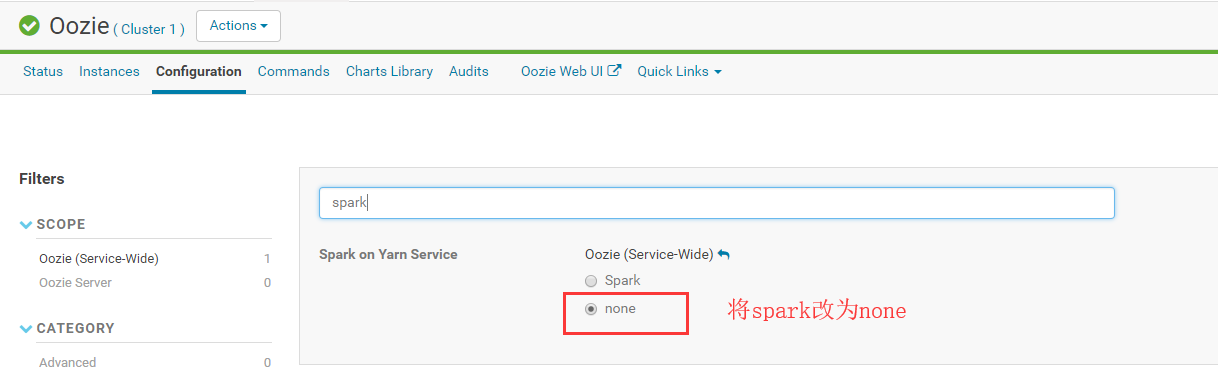 Oozie ( Cluster 1 ) Actions
Status Instances Configuration Commands Charts Library Audits Oozie Web UI Quick Links
Filters
spark
SCOPE
Spark on Yarn Service Oozie (Service-Wide)
Oozie (Service-Wide) 1
Spark
Oozie Server 0
none
将spark改为none
CATEGORY
Advanced 0